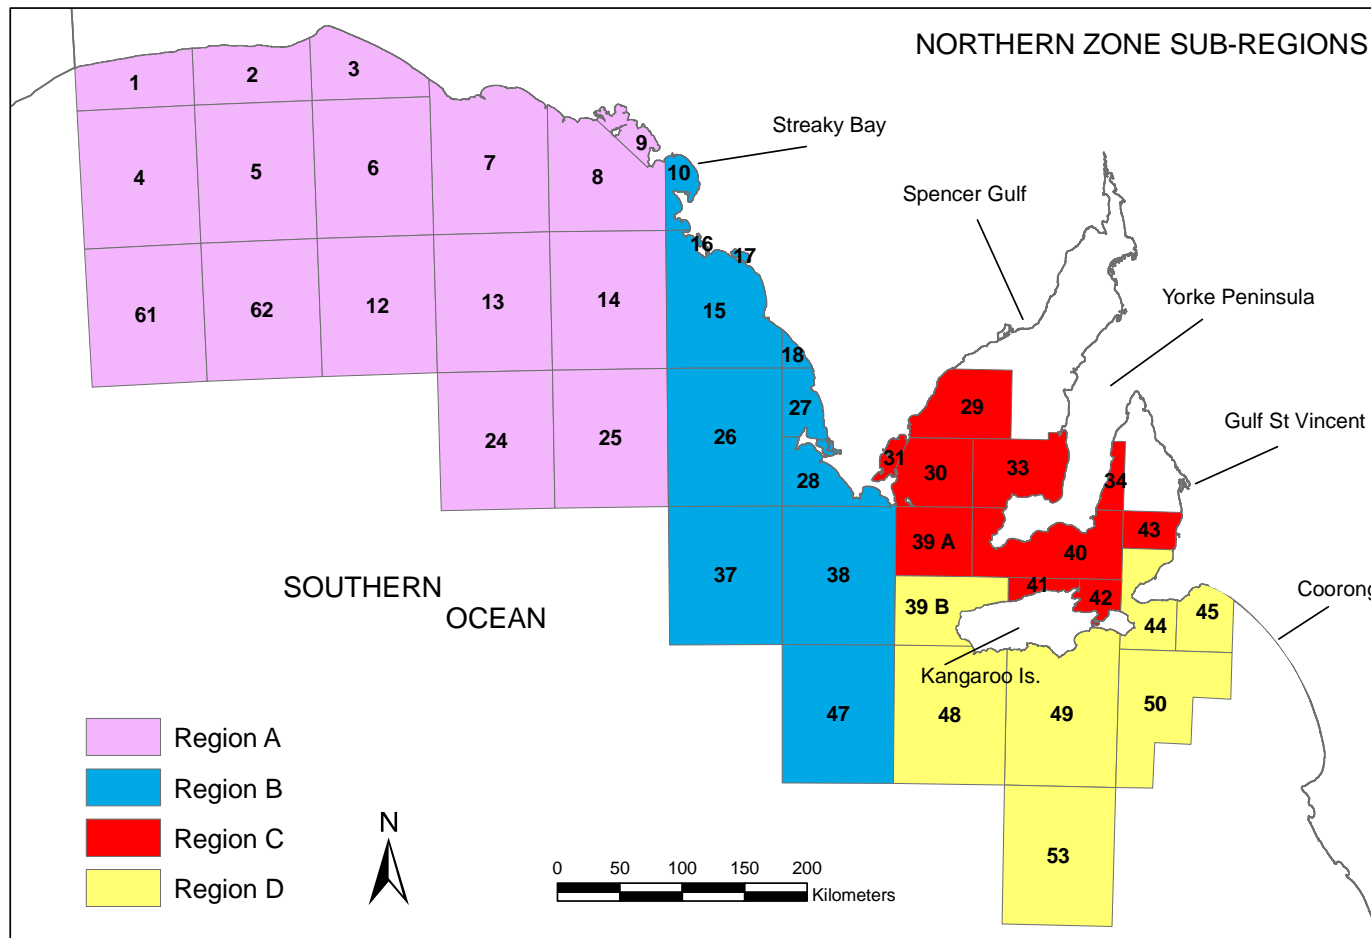 NORTHERN ZONE SUB-REGIONS
1
2
3
Streaky Bay
9
4
5
6
7
8
10
Spencer Gulf
16
17
61
62
12
13
14
15
Yorke Peninsula
18
29
27
Gulf St Vincent
24
25
26
31
30
33
34
28
43
39 A
40
SOUTHERN
OCEAN
37
38
41
42
39 B
44
45
Coorong
Kangaroo Is.
47
48
49
50
Region A
Region B
Region C
Region D
N
0 50 100 150 200
Kilometers
53